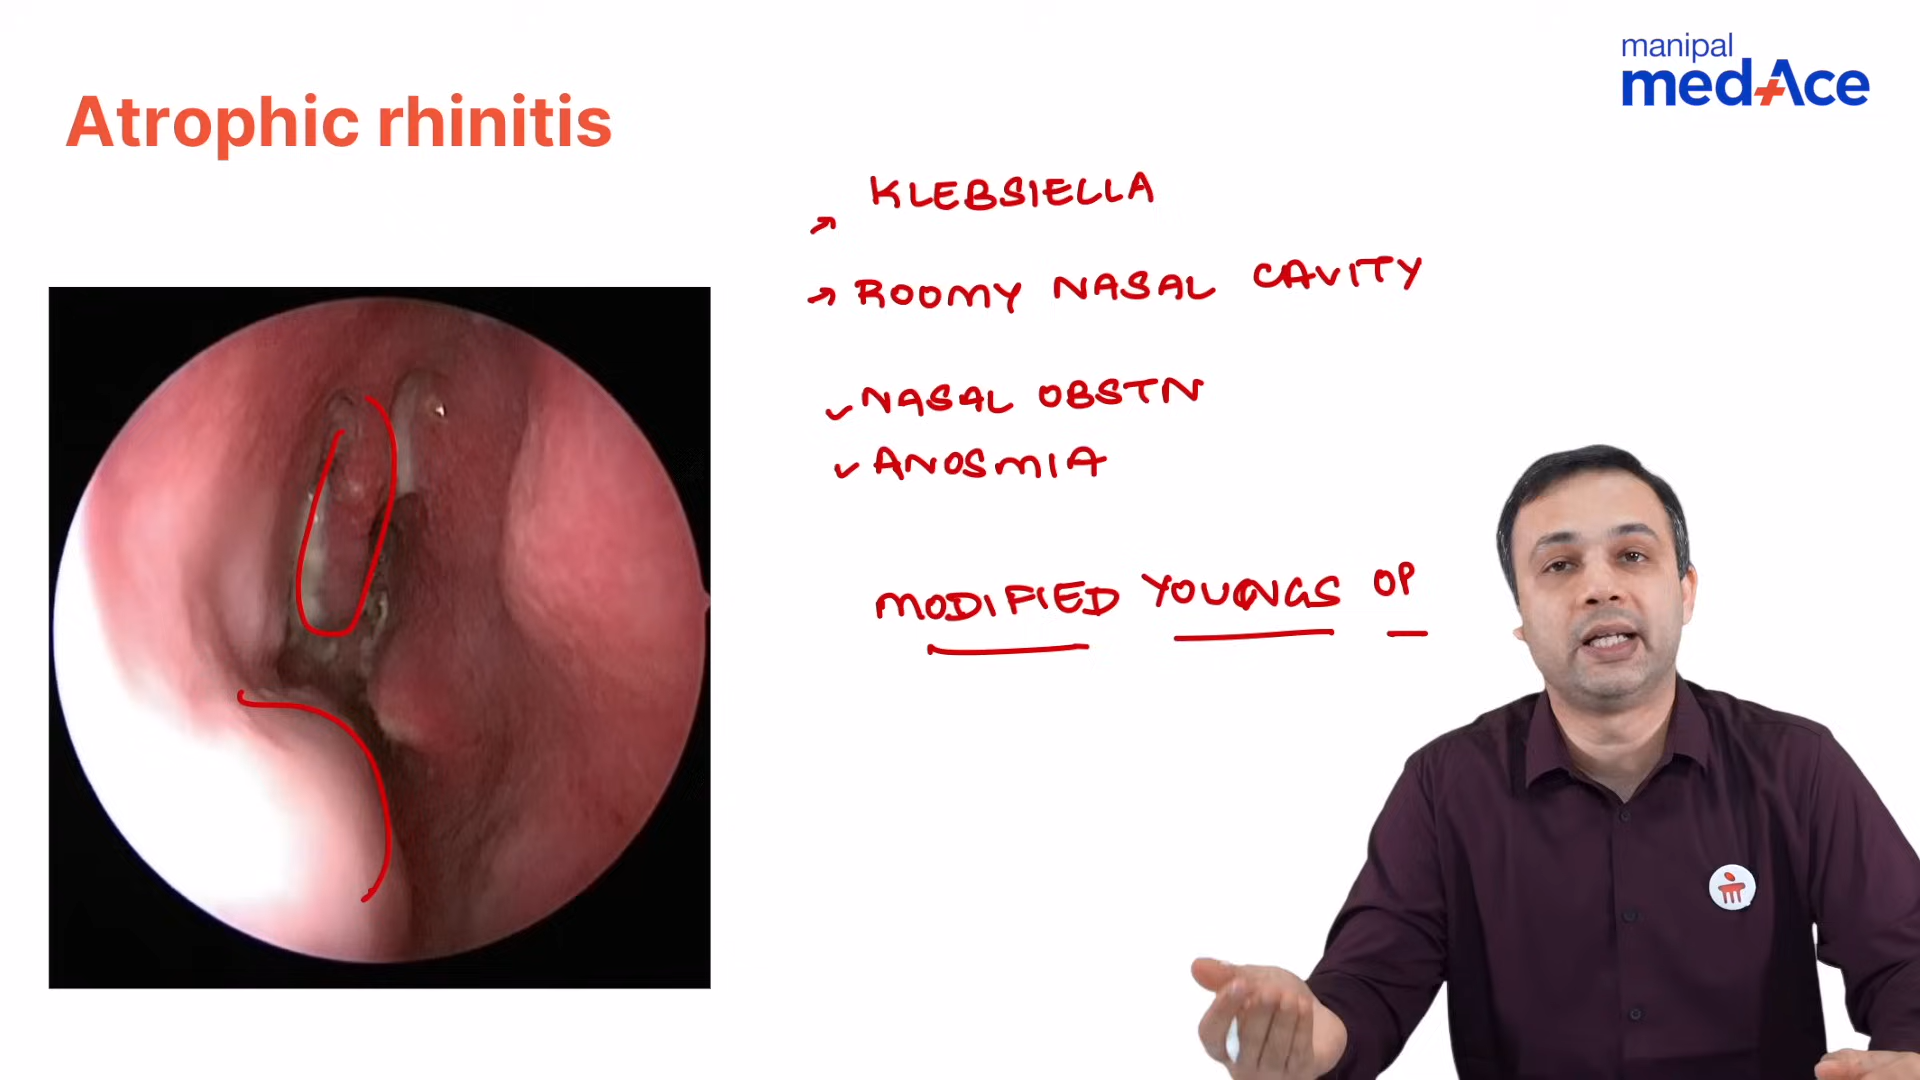 manipal
medAce
Atrophic rhinitis
→ KLEBSIELLA
→ ROOMY NASAL CAVITY
✓ NASAL OBSTN
✓ ANOSMIA
MODIFIED YOUNGS OP